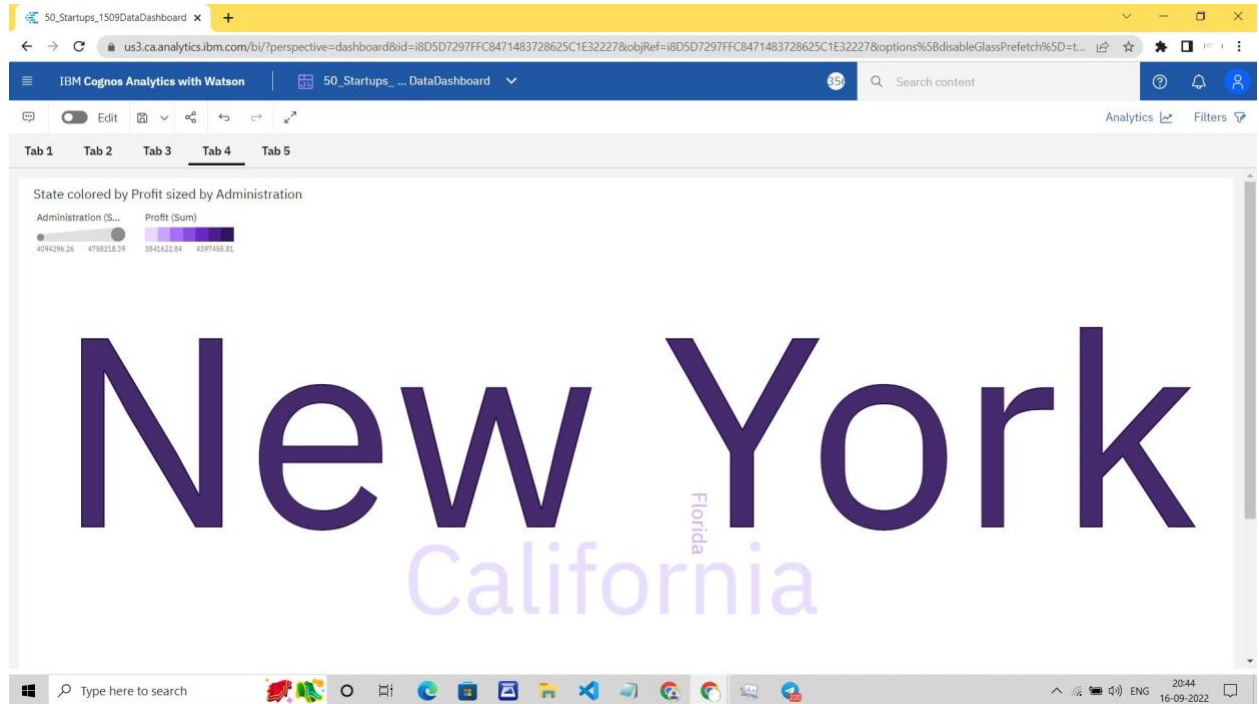 50_Startups_1509DataDashboard
us3.ca.analytics.ibm.com/bi/?perspective=dashboard&id=i8D5D7297FFC8471483728625C1E32227&objRef=i8D5D7297FFC8471483728625C1E32227&options%5BdisableGlassPrefetch%5D=t...
IBM Cognos Analytics with Watson 50_Startups_ ... DataDashboard Search content
Edit Analytics Filters
Tab 1 Tab 2 Tab 3 Tab 4 Tab 5
State colored by Profit sized by Administration
Administration (S... Profit (Sum)
4094296.26 4758218.39 3841622.84 4397455.81
New York
Florida
California
Type here to search ENG 20:44
16-09-2022